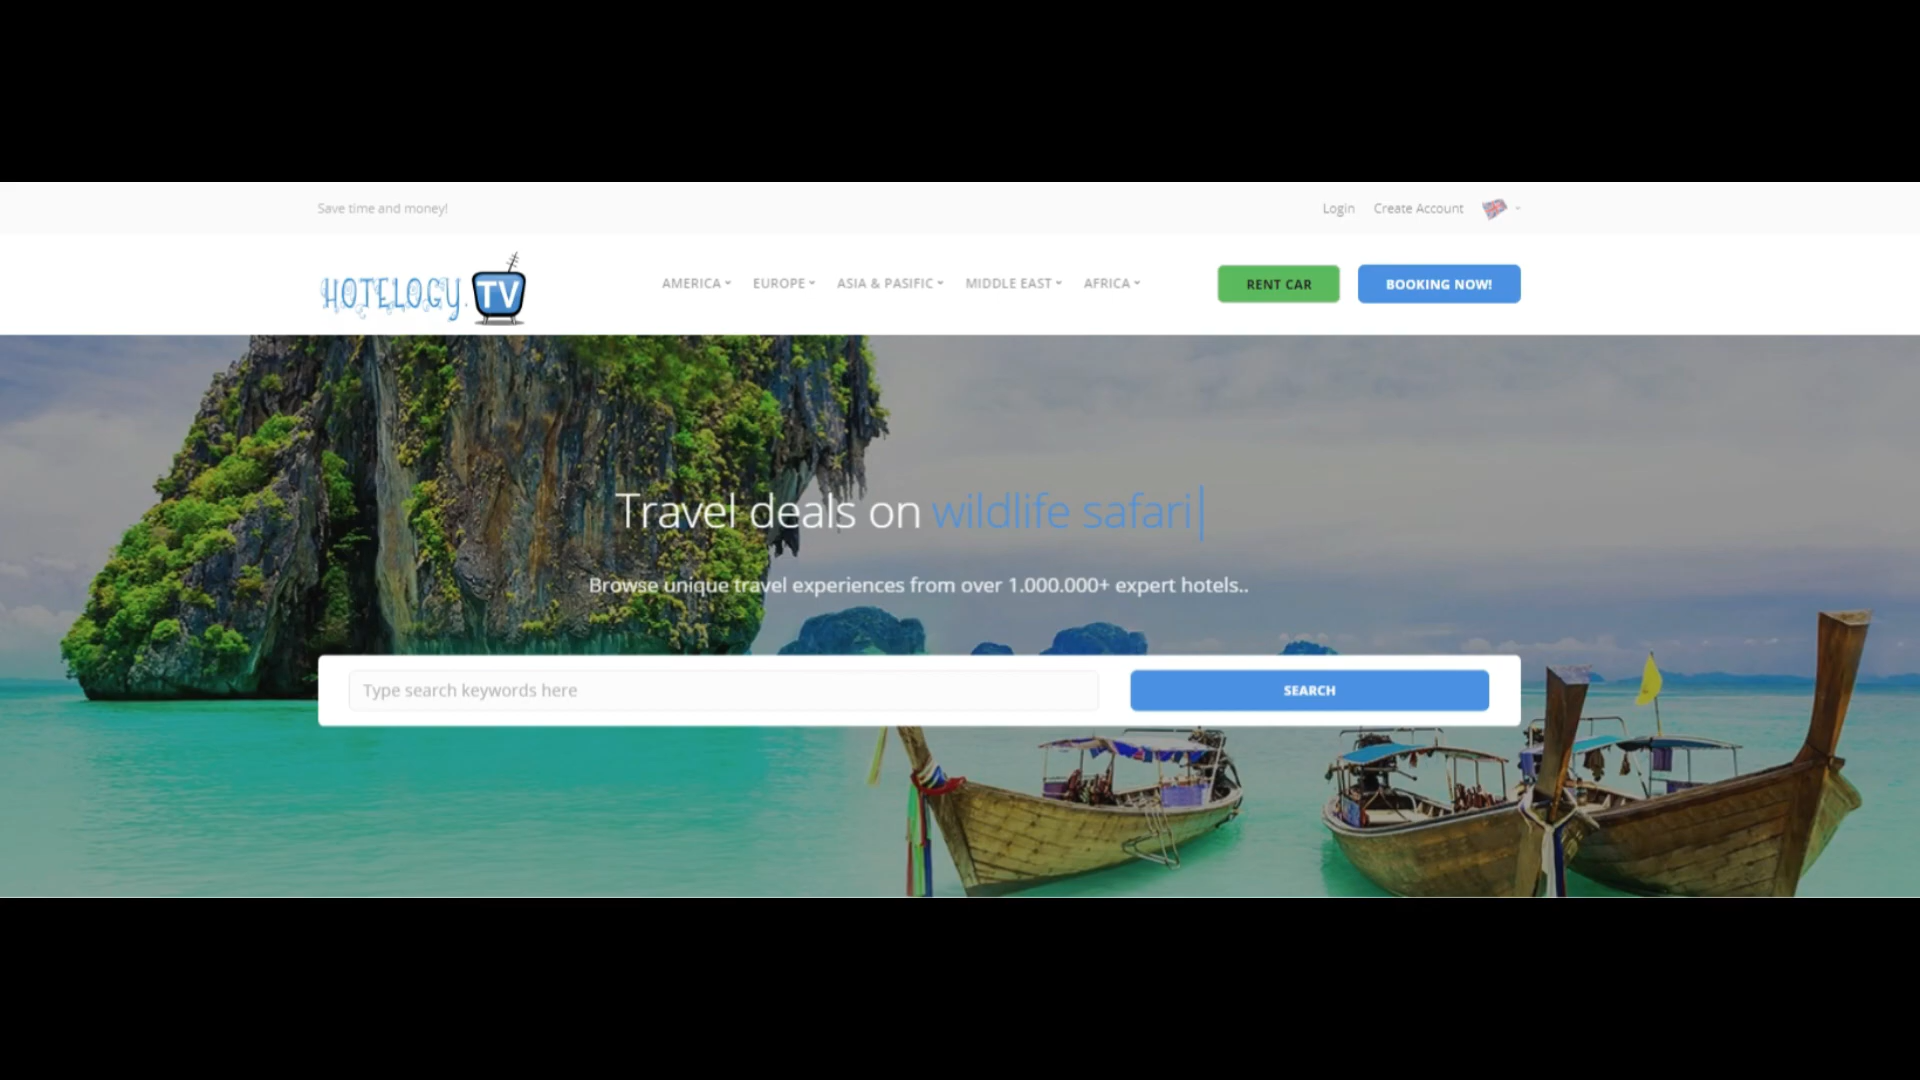 Save time and money!
Login Create Account
HOTELOGY.TV
AMERICA EUROPE ASIA & PASIFIC MIDDLE EAST AFRICA RENT CAR BOOKING NOW!
Travel deals on wildlife safari
Browse unique travel experiences from over 1.000.000+ expert hotels..
Type search keywords here SEARCH